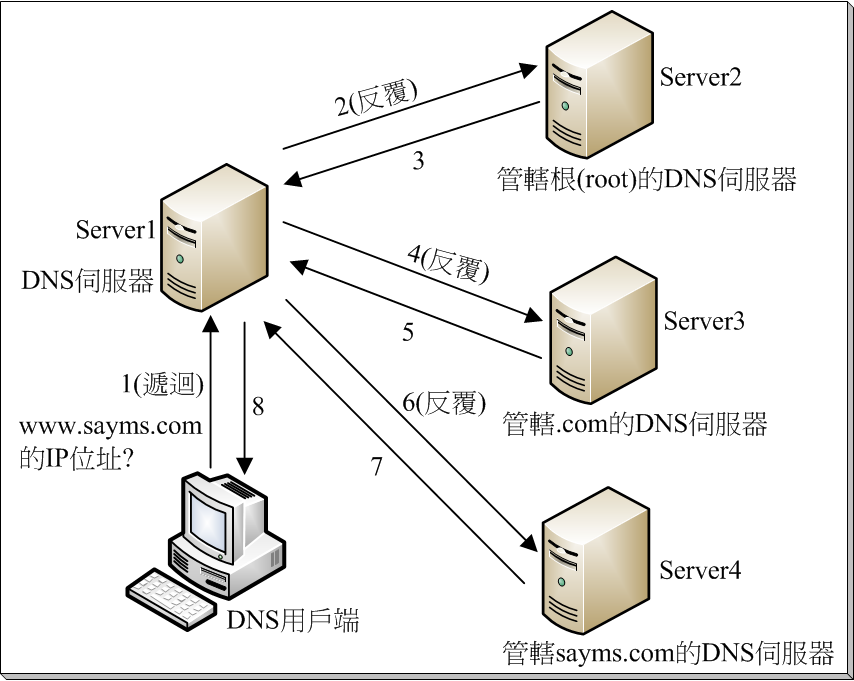 Server2
2(反覆)
3
管轄根(root)的DNS伺服器
Server1
DNS伺服器
4(反覆)
5
Server3
管轄.com的DNS伺服器
1(遞迴)
8
www.sayms.com
的IP位址?
6(反覆)
7
Server4
DNS用戶端
管轄sayms.com的DNS伺服器